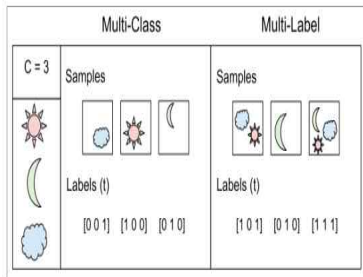 Multi-Class Multi-Label
C = 3
Samples
Samples
Labels (t)
Labels (t)
[0 0 1] [1 0 0] [0 1 0]
[1 0 1] [0 1 0] [1 1 1]